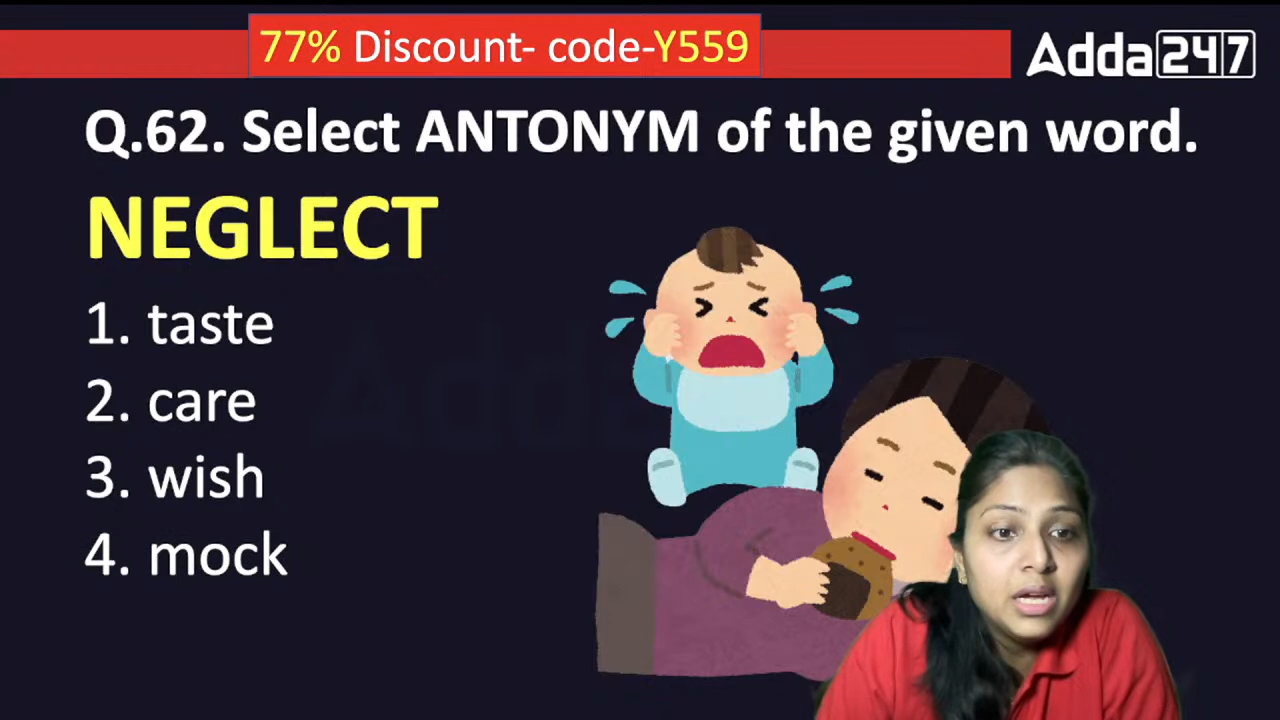 77% Discount- code-Y559
Adda247
Q.62. Select ANTONYM of the given word.
NEGLECT
1. taste
2. care
3. wish
4. mock